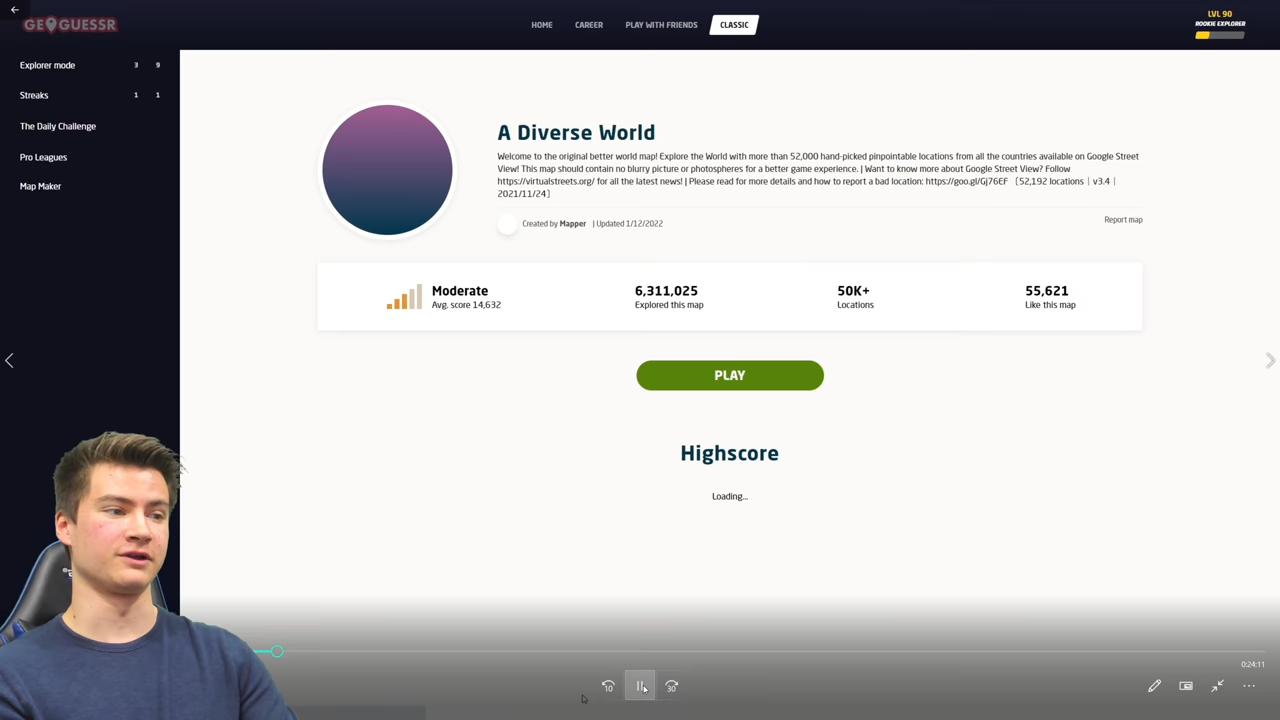 GEOGUESSR
HOME CAREER PLAY WITH FRIENDS CLASSIC
LVL 90
ROOKIE EXPLORER
Explorer mode 3 9
Streaks 1 1
The Daily Challenge
Pro Leagues
Map Maker
A Diverse World
Welcome to the original better world map! Explore the World with more than 52,000 hand-picked pinpointable locations from all the countries available on Google Street
View! This map should contain no blurry picture or photospheres for a better game experience. | Want to know more about Google Street View? Follow
https://virtualstreets.org/ for all the latest news! | Please read for more details and how to report a bad location: https://goo.gl/Gj76EF [52,192 locations | v3.4 |
2021/11/24]
Created by Mapper | Updated 1/12/2022
Report map
Moderate
Avg. score 14,632
6,311,025
Explored this map
50K+
Locations
55,621
Like this map
PLAY
Highscore
Loading...
0:24:11
10
30